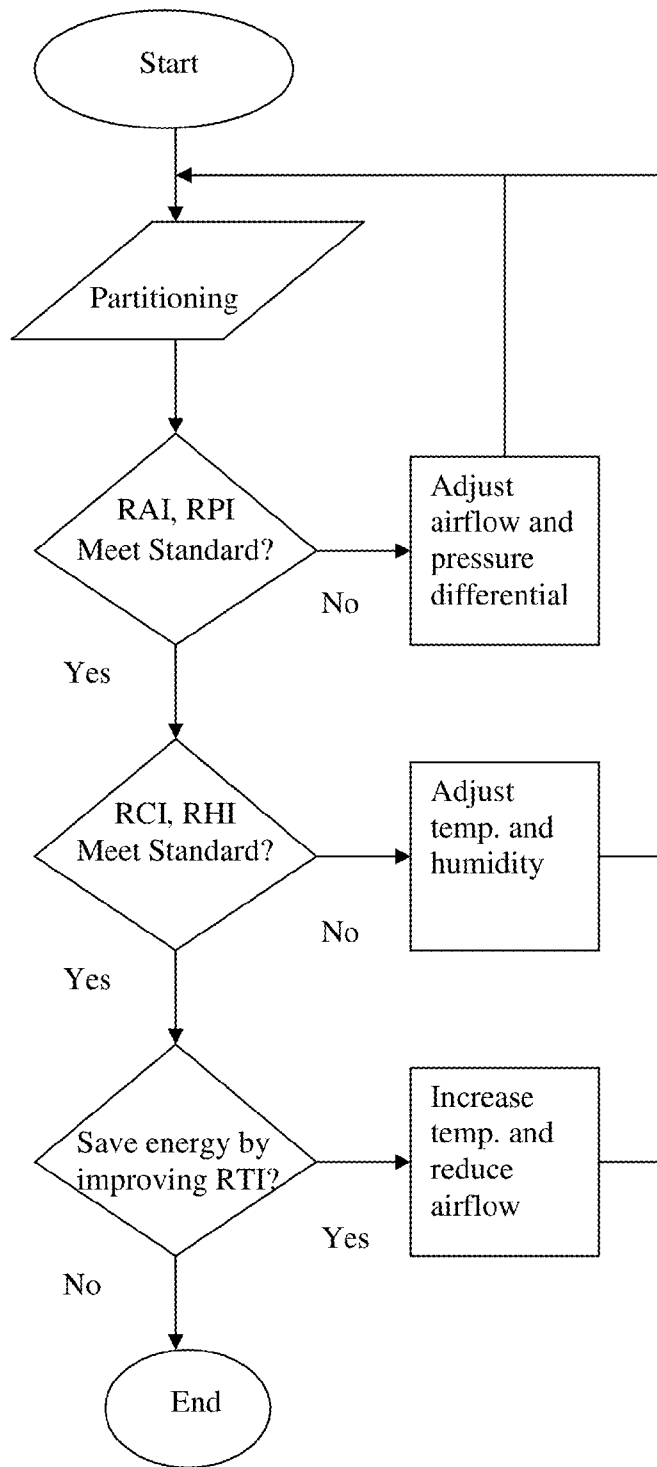 Start
Partitioning
RAI, RPI
Meet Standard?
No
Adjust
airflow and
pressure
differential
Yes
RCI, RHI
Meet Standard?
No
Adjust
temp. and
humidity
Yes
Save energy by
improving RTI?
Yes
Increase
temp. and
reduce
airflow
No
End